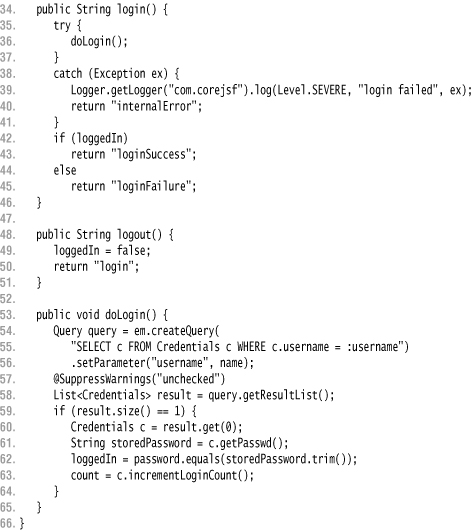 34. public String login() {
35. try {
36. doLogin();
37. }
38. catch (Exception ex) {
39. Logger.getLogger("com.corejsf").log(Level.SEVERE, "login failed", ex);
40. return "internalError";
41. }
42. if (loggedIn)
43. return "loginSuccess";
44. else
45. return "loginFailure";
46. }
47.
48. public String logout() {
49. loggedIn = false;
50. return "login";
51. }
52.
53. public void doLogin() {
54. Query query = em.createQuery(
55. "SELECT c FROM Credentials c WHERE c.username = :username")
56. .setParameter("username", name);
57. @SuppressWarnings("unchecked")
58. List<Credentials> result = query.getResultList();
59. if (result.size() == 1) {
60. Credentials c = result.get(0);
61. String storedPassword = c.getPasswd();
62. loggedIn = password.equals(storedPassword.trim());
63. count = c.incrementLoginCount();
64. }
65. }
66. }